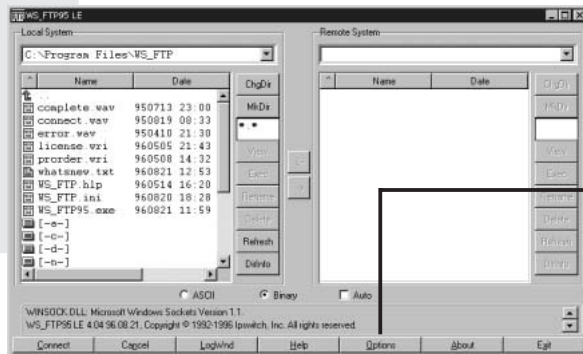 WS_FTP95 LE
Local System
C:\Program Files\WS_FTP
^ Name Date
..
complete.wav 950713 23:00
connect.wav 950819 08:33
error.wav 950410 21:30
license.wri 960505 21:43
prorder.wri 960508 14:32
whatsnew.txt 960821 12:53
WS_FTP.hlp 960514 16:20
WS_FTP.ini 960820 18:28
WS_FTP95.exe 960821 11:59
[-a-]
[-c-]
[-d-]
[-n-]
ChgDir
MkDir
*.*
View
Exec
Rename
Delete
Refresh
DirInfo
<-
->
Remote System
^ Name Date
ChgDir
MkDir
View
Exec
Rename
Delete
Refresh
DirInfo
ASCII Binary Auto
WINSOCK.DLL: Microsoft Windows Sockets Version 1.1.
WS_FTP95 LE 4.04 96.08.21, Copyright © 1992-1996 Ipswitch, Inc. All rights reserved.
Connect Cancel LogWnd Help Options About Exit